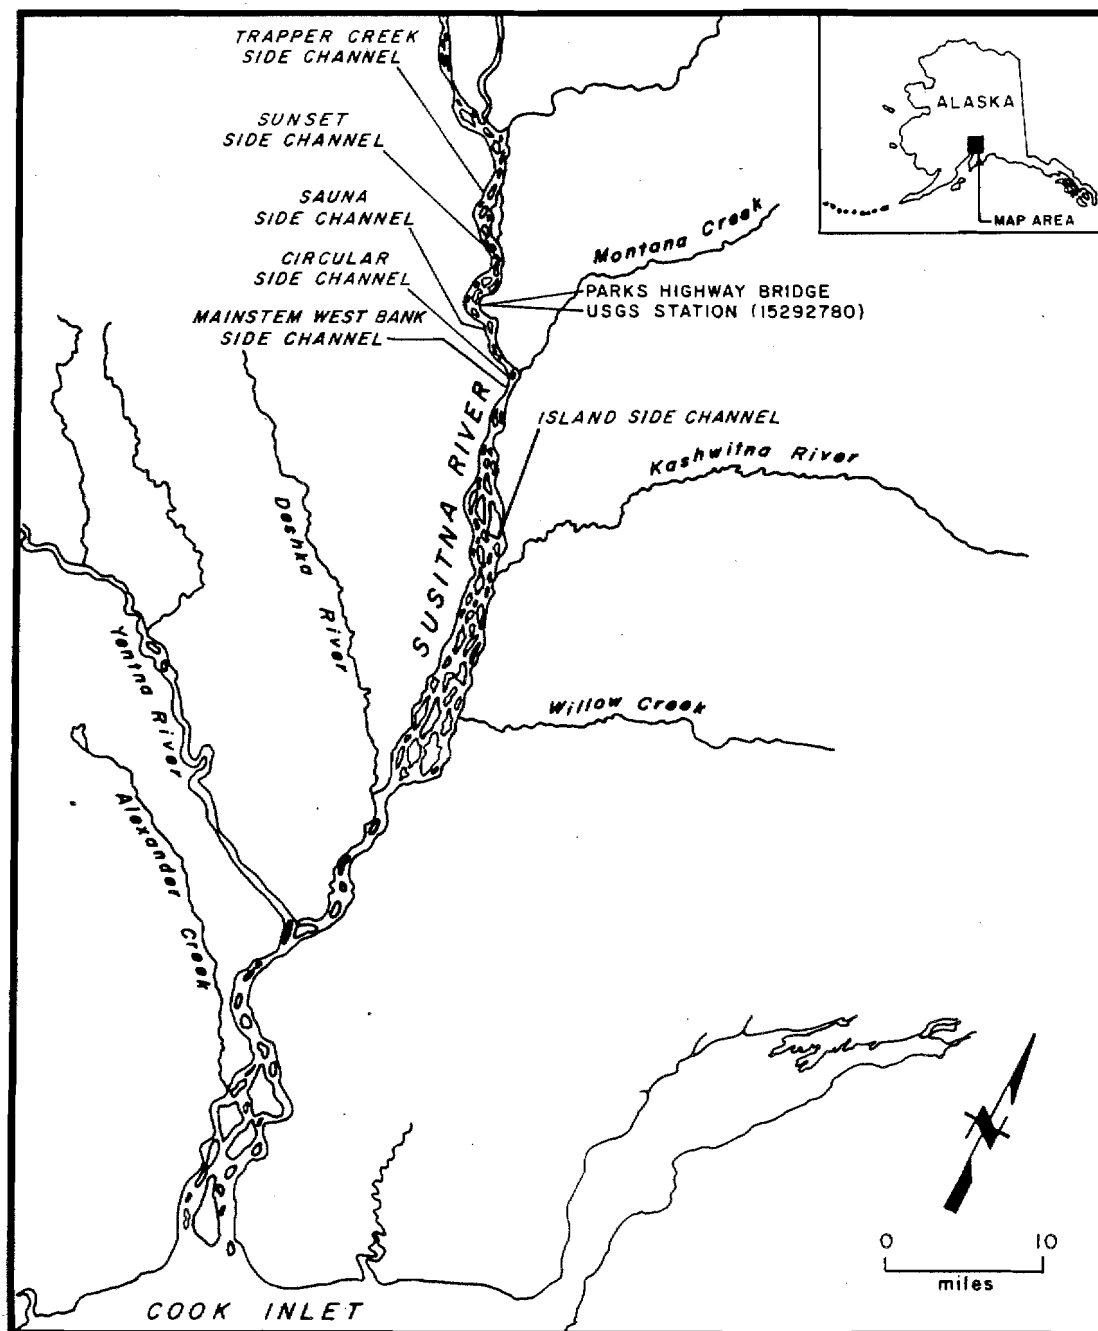 TRAPPER CREEK
SIDE CHANNEL
SUNSET
SIDE CHANNEL
SAUNA
SIDE CHANNEL
CIRCULAR
SIDE CHANNEL
MAINSTEM WEST BANK
SIDE CHANNEL
ALASKA
MAP AREA
Montana Creek
PARKS HIGHWAY BRIDGE
USGS STATION (15292780)
ISLAND SIDE CHANNEL
Kashwitna River
SUSITNA RIVER
Deshka River
Yentna River
Willow Creek
Alexander Creek
N
0 10
miles
COOK INLET